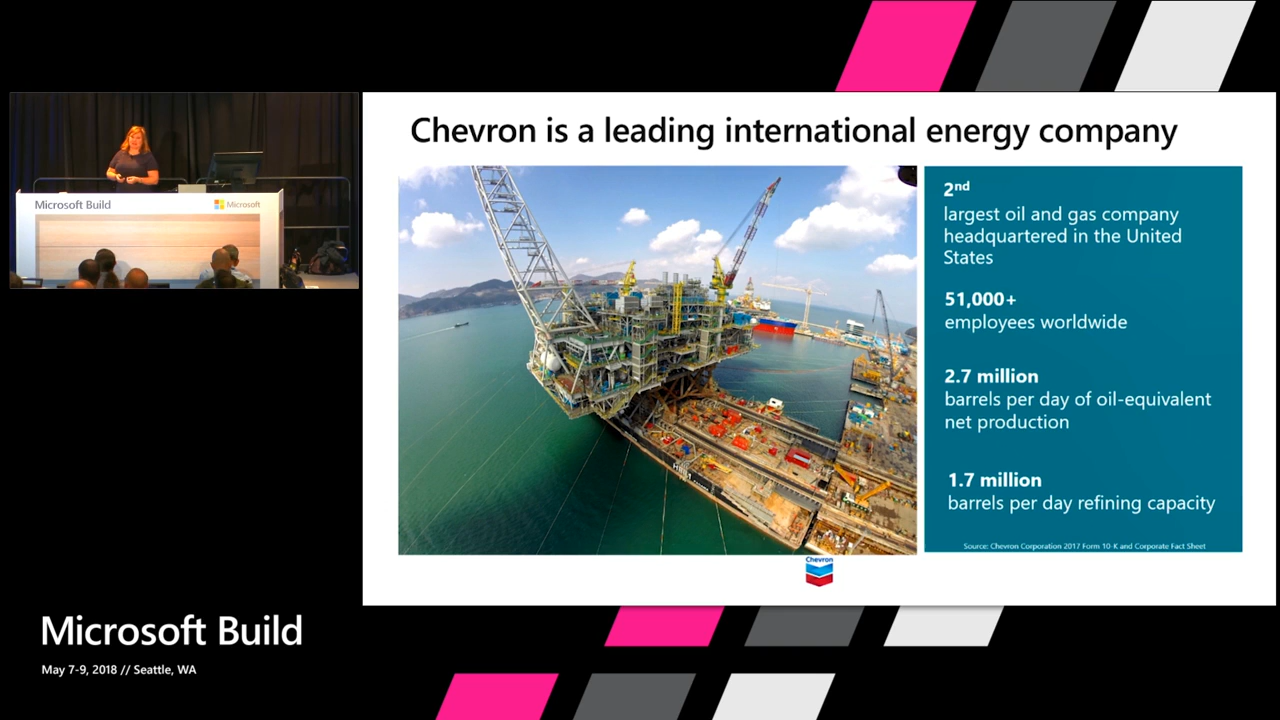 Chevron is a leading international energy company
Microsoft Build
Microsoft
2nd
largest oil and gas company
headquartered in the United
States
51,000+
employees worldwide
2.7 million
barrels per day of oil-equivalent
net production
1.7 million
barrels per day refining capacity
Source: Chevron Corporation 2017 Form 10-K and Corporate Fact Sheet
Chevron
Microsoft Build
May 7-9, 2018 // Seattle, WA